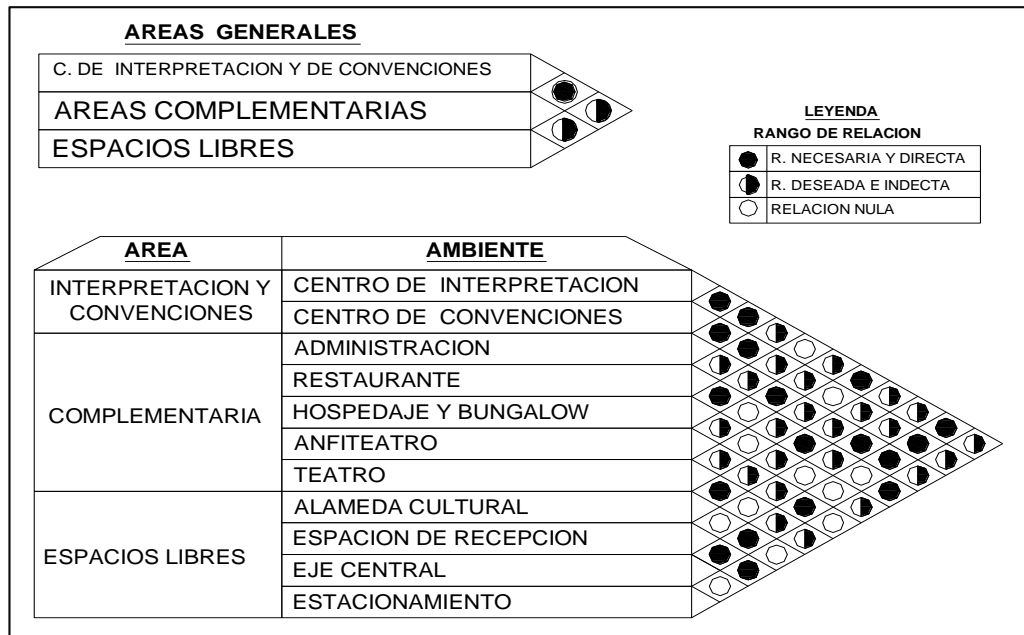 AREAS GENERALES
C. DE INTERPRETACION Y DE CONVENCIONES
AREAS COMPLEMENTARIAS
ESPACIOS LIBRES
LEYENDA
RANGO DE RELACION
R. NECESARIA Y DIRECTA
R. DESEADA E INDECTA
RELACION NULA
AREA
AMBIENTE
INTERPRETACION Y
CONVENCIONES
CENTRO DE INTERPRETACION
CENTRO DE CONVENCIONES
COMPLEMENTARIA
ADMINISTRACION
RESTAURANTE
HOSPEDAJE Y BUNGALOW
ANFITEATRO
TEATRO
ESPACIOS LIBRES
ALAMEDA CULTURAL
ESPACION DE RECEPCION
EJE CENTRAL
ESTACIONAMIENTO